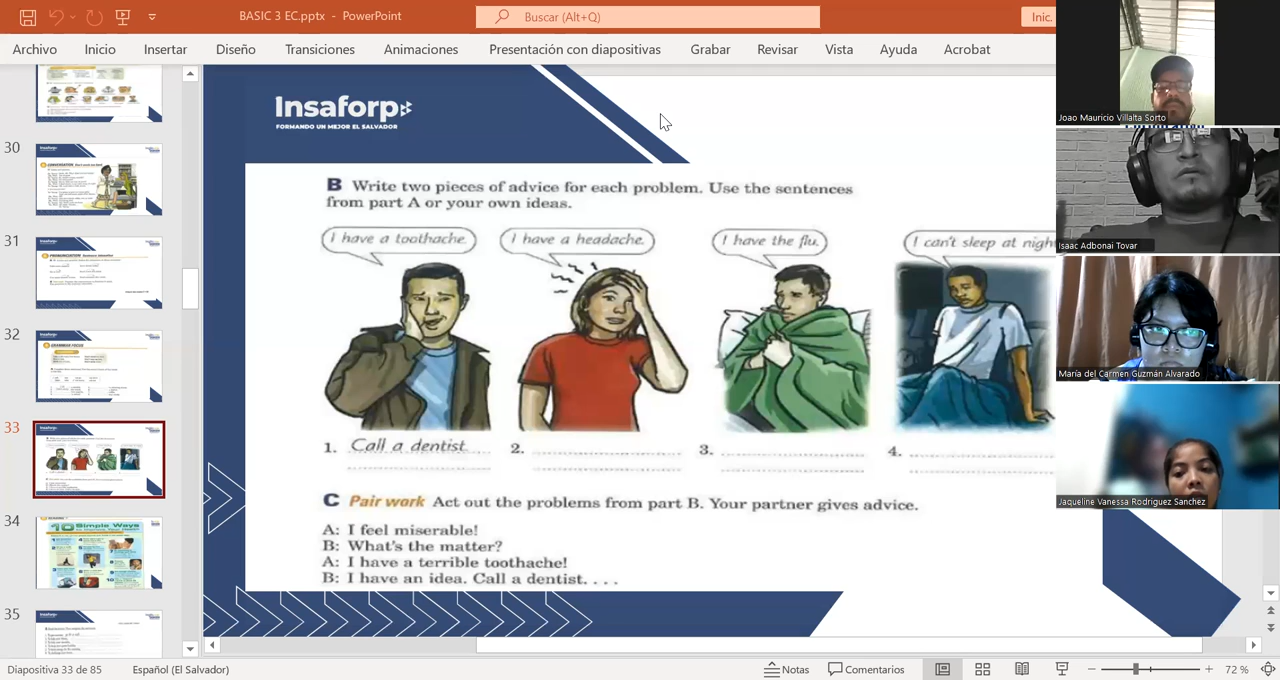 BASIC 3 EC.pptx - PowerPoint
Buscar (Alt+Q)
Inic.
Archivo Inicio Insertar Diseño Transiciones Animaciones Presentación con diapositivas Grabar Revisar Vista Ayuda Acrobat
30
31
32
33
34
35
10 Simple Ways
Insaforp
FORMANDO UN MEJOR EL SALVADOR
B Write two pieces of advice for each problem. Use the sentences
from part A or your own ideas.
I have a toothache.
I have a headache.
I have the flu.
I can't sleep at nigh
1. Call a dentist.
2.
3.
4.
C Pair work Act out the problems from part B. Your partner gives advice.
A: I feel miserable!
B: What's the matter?
A: I have a terrible toothache!
B: I have an idea. Call a dentist. . . .
Joao Mauricio Villalta Sorto
Isaac Adbonai Tovar
María del Carmen Guzmán Alvarado
Jaqueline Vanessa Rodriguez Sanchez
Diapositiva 33 de 85
Español (El Salvador)
Notas
Comentarios
72 %